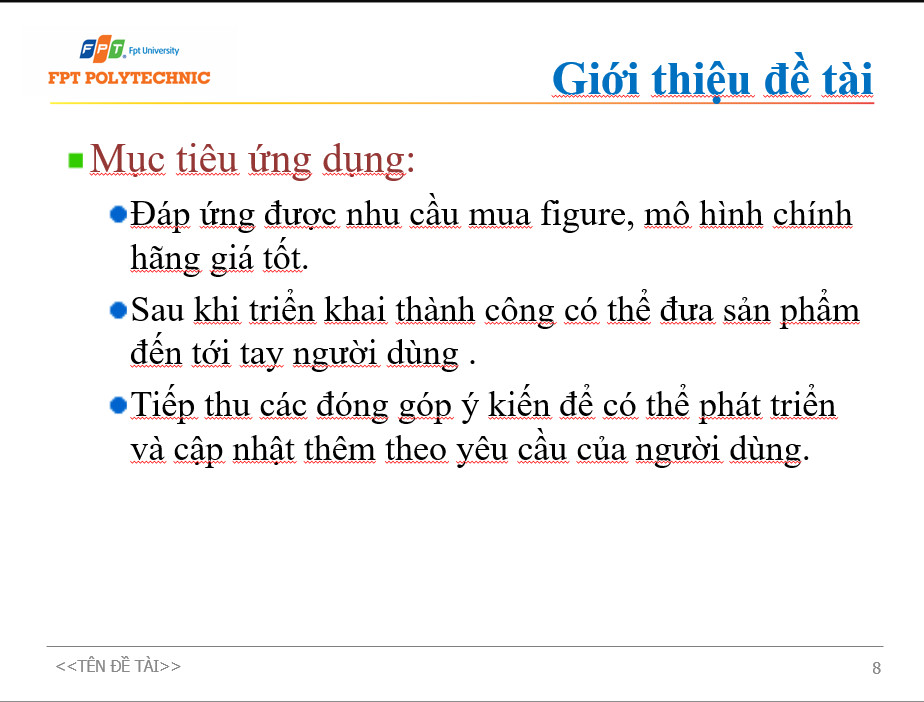 FPT. Fpt University
FPT POLYTECHNIC
Giới thiệu đề tài
Mục tiêu ứng dụng:
Đáp ứng được nhu cầu mua figure, mô hình chính
hãng giá tốt.
Sau khi triển khai thành công có thể đưa sản phẩm
đến tới tay người dùng .
Tiếp thu các đóng góp ý kiến để có thể phát triển
và cập nhật thêm theo yêu cầu của người dùng.
<<TÊN ĐỀ TÀI>>
8